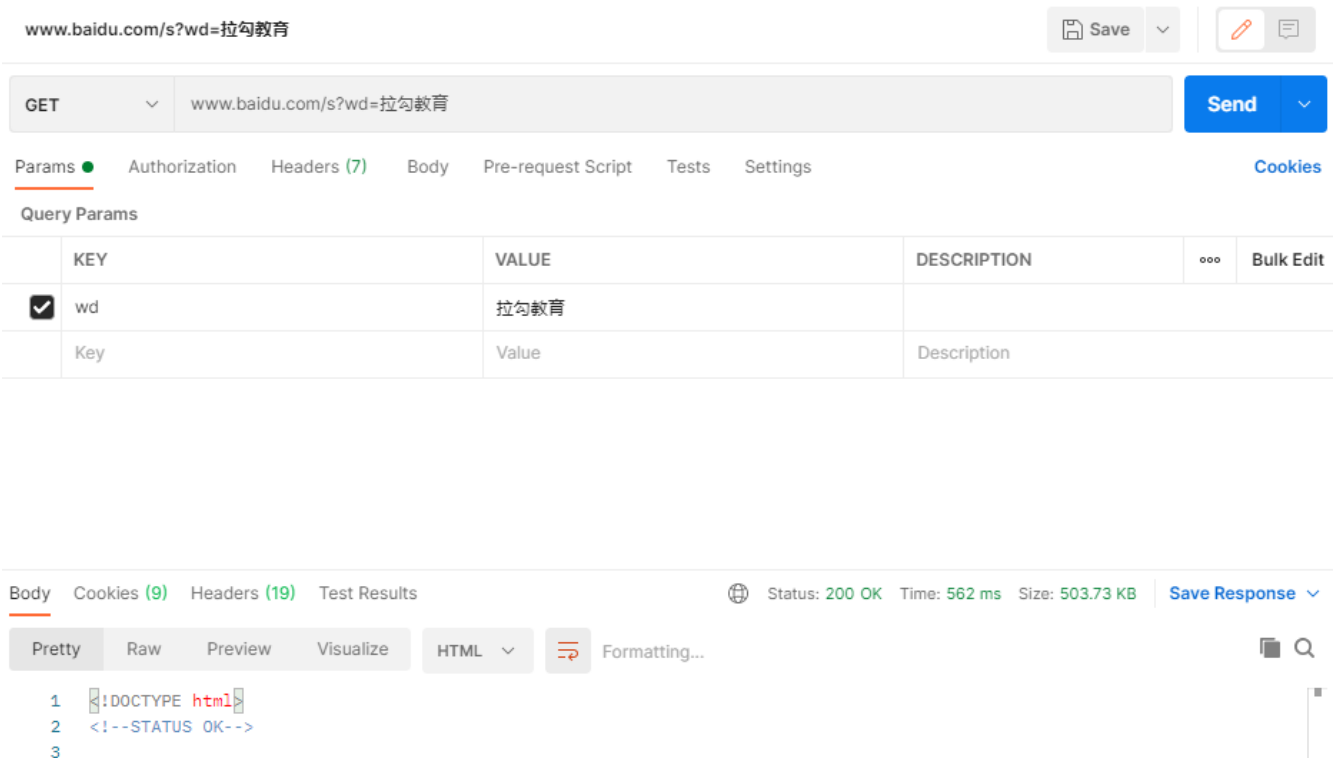 www.baidu.com/s?wd=拉勾教育 Save
GET www.baidu.com/s?wd=拉勾教育 Send
Params Authorization Headers (7) Body Pre-request Script Tests Settings Cookies
Query Params
KEY VALUE DESCRIPTION Bulk Edit
wd 拉勾教育
Key Value Description
Body Cookies (9) Headers (19) Test Results Status: 200 OK Time: 562 ms Size: 503.73 KB Save Response
Pretty Raw Preview Visualize HTML Formatting...
1 <!DOCTYPE html>
2 <!--STATUS OK-->
3